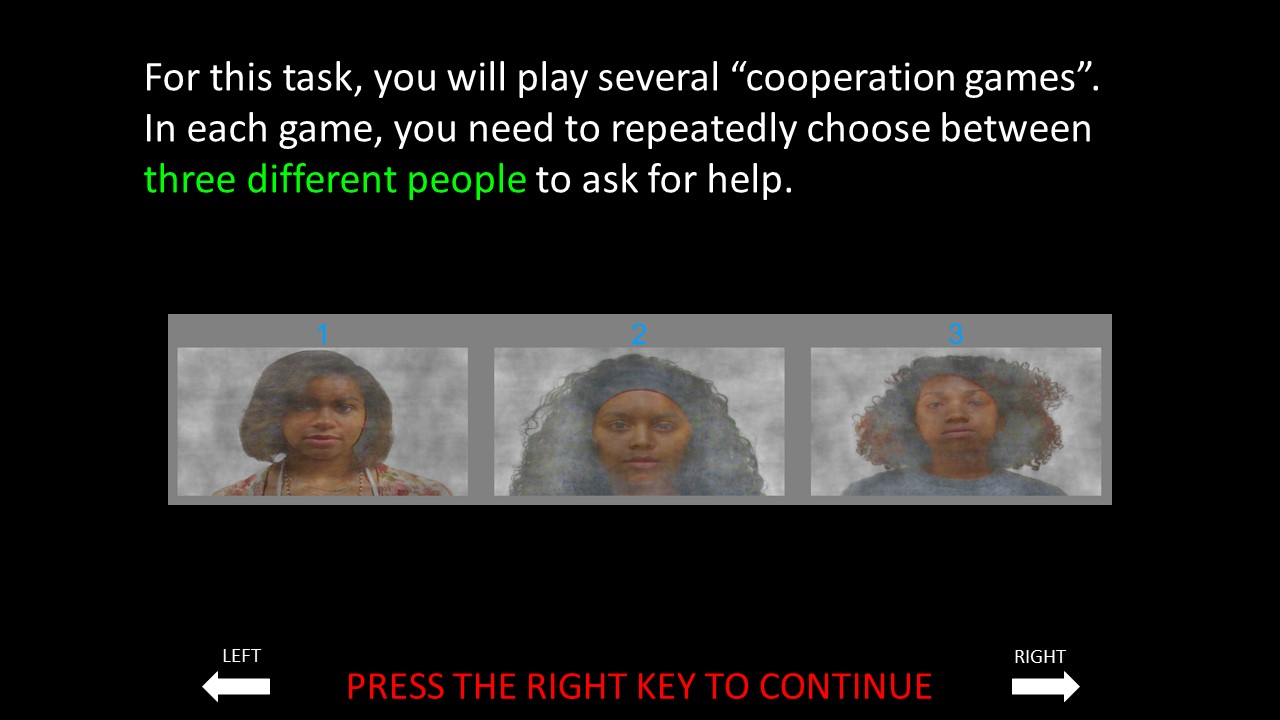 For this task, you will play several “cooperation games”.
In each game, you need to repeatedly choose between
three different people to ask for help.
1 2 3
LEFT
RIGHT
PRESS THE RIGHT KEY TO CONTINUE